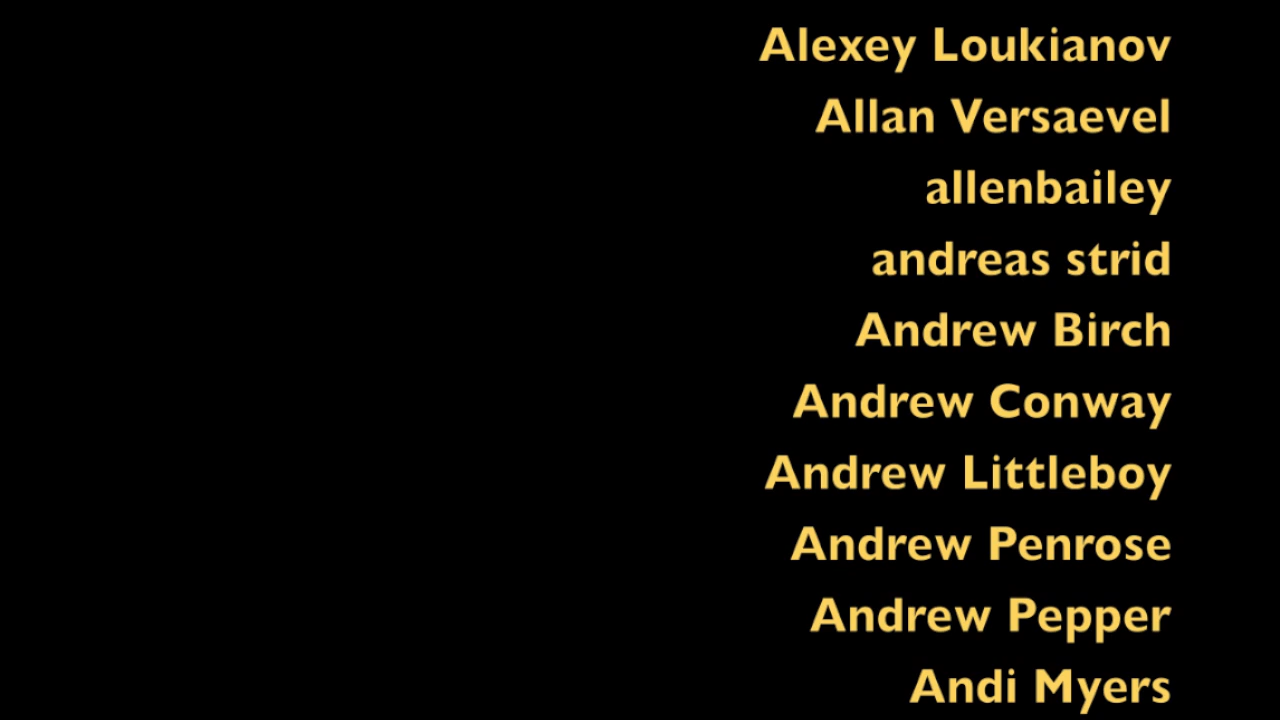 Alexey Loukianov
Allan Versaevel
allenbailey
andreas strid
Andrew Birch
Andrew Conway
Andrew Littleboy
Andrew Penrose
Andrew Pepper
Andi Myers